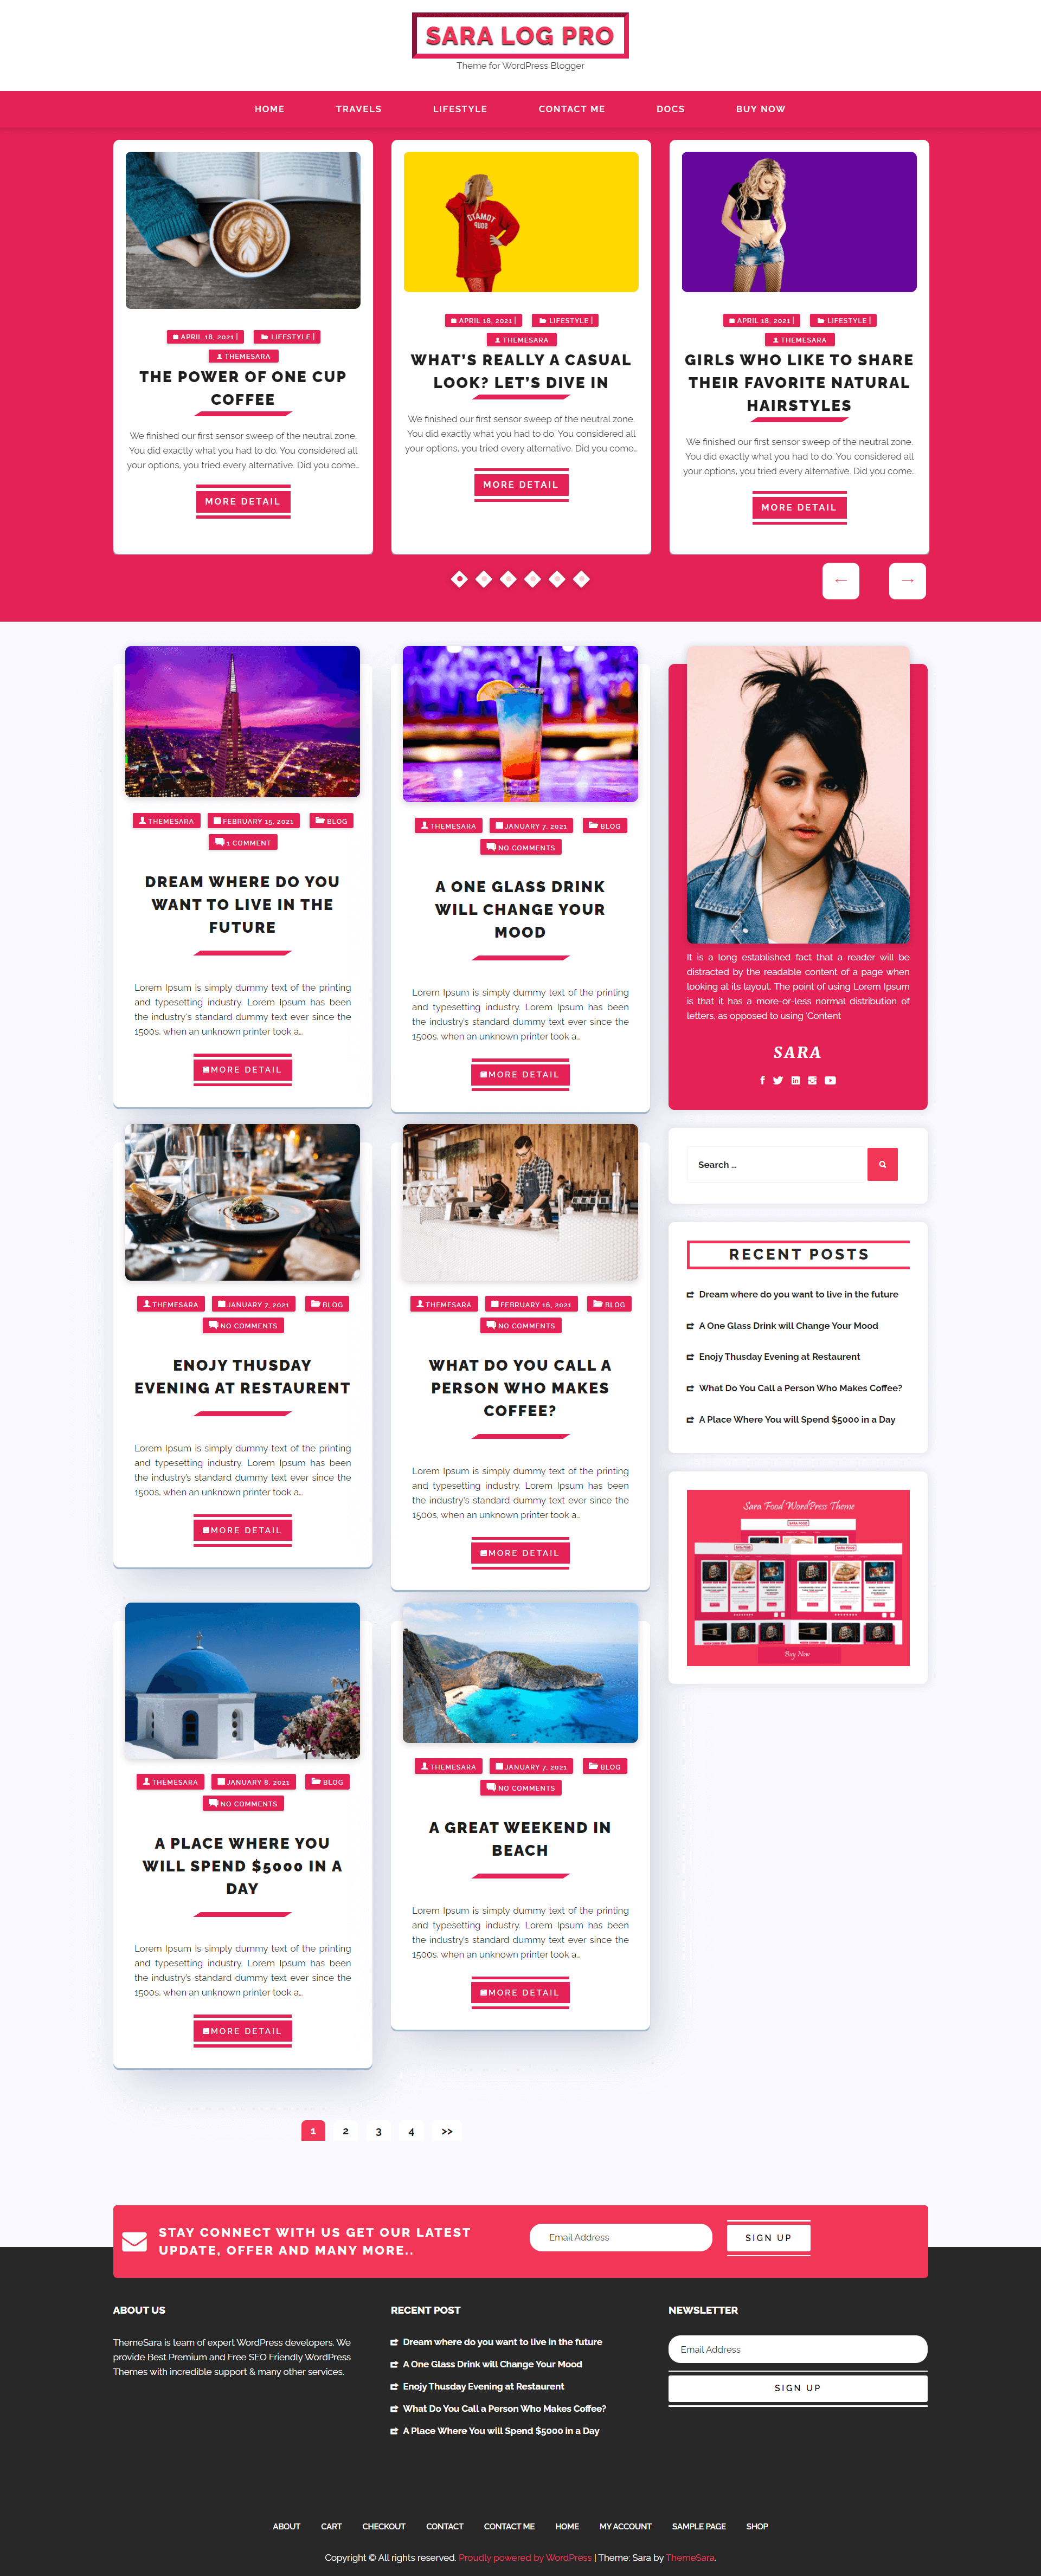 SARA LOG PRO
Theme for WordPress Blogger
HOME TRAVELS LIFESTYLE CONTACT ME DOCS BUY NOW
APRIL 18, 2021 | LIFESTYLE |
THEMESARA
THE POWER OF ONE CUP
COFFEE
We finished our first sensor sweep of the neutral zone.
You did exactly what you had to do. You considered all
your options, you tried every alternative. Did you come…
MORE DETAIL
TOMATO
SOUP
APRIL 18, 2021 | LIFESTYLE |
THEMESARA
WHAT'S REALLY A CASUAL
LOOK? LET'S DIVE IN
We finished our first sensor sweep of the neutral zone.
You did exactly what you had to do. You considered all
your options, you tried every alternative. Did you come…
MORE DETAIL
APRIL 18, 2021 | LIFESTYLE |
THEMESARA
GIRLS WHO LIKE TO SHARE
THEIR FAVORITE NATURAL
HAIRSTYLES
We finished our first sensor sweep of the neutral zone.
You did exactly what you had to do. You considered all
your options, you tried every alternative. Did you come…
MORE DETAIL
← →
THEMESARA FEBRUARY 15, 2021 BLOG
1 COMMENT
DREAM WHERE DO YOU
WANT TO LIVE IN THE
FUTURE
Lorem Ipsum is simply dummy text of the printing
and typesetting industry. Lorem Ipsum has been
the industry's standard dummy text ever since the
1500s, when an unknown printer took a…
MORE DETAIL
THEMESARA JANUARY 7, 2021 BLOG
NO COMMENTS
A ONE GLASS DRINK
WILL CHANGE YOUR
MOOD
Lorem Ipsum is simply dummy text of the printing
and typesetting industry. Lorem Ipsum has been
the industry's standard dummy text ever since the
1500s, when an unknown printer took a…
MORE DETAIL
THEMESARA JANUARY 7, 2021 BLOG
NO COMMENTS
ENOJY THUSDAY
EVENING AT RESTAURENT
Lorem Ipsum is simply dummy text of the printing
and typesetting industry. Lorem Ipsum has been
the industry's standard dummy text ever since the
1500s, when an unknown printer took a…
MORE DETAIL
THEMESARA FEBRUARY 16, 2021 BLOG
NO COMMENTS
WHAT DO YOU CALL A
PERSON WHO MAKES
COFFEE?
Lorem Ipsum is simply dummy text of the printing
and typesetting industry. Lorem Ipsum has been
the industry's standard dummy text ever since the
1500s, when an unknown printer took a…
MORE DETAIL
THEMESARA JANUARY 8, 2021 BLOG
NO COMMENTS
A PLACE WHERE YOU
WILL SPEND $5000 IN A
DAY
Lorem Ipsum is simply dummy text of the printing
and typesetting industry. Lorem Ipsum has been
the industry's standard dummy text ever since the
1500s, when an unknown printer took a…
MORE DETAIL
THEMESARA JANUARY 7, 2021 BLOG
NO COMMENTS
A GREAT WEEKEND IN
BEACH
Lorem Ipsum is simply dummy text of the printing
and typesetting industry. Lorem Ipsum has been
the industry's standard dummy text ever since the
1500s, when an unknown printer took a…
MORE DETAIL
It is a long established fact that a reader will be
distracted by the readable content of a page when
looking at its layout. The point of using Lorem Ipsum
is that it has a more-or-less normal distribution of
letters, as opposed to using 'Content
SARA
Search …
RECENT POSTS
Dream where do you want to live in the future
A One Glass Drink will Change Your Mood
Enojy Thusday Evening at Restaurent
What Do You Call a Person Who Makes Coffee?
A Place Where You will Spend $5000 in a Day
Sara Food WordPress Theme
SARA FOOD
Buy Now
1 2 3 4 >>
STAY CONNECT WITH US GET OUR LATEST
UPDATE, OFFER AND MANY MORE..
Email Address
SIGN UP
ABOUT US
ThemeSara is team of expert WordPress developers. We
provide Best Premium and Free SEO Friendly WordPress
Themes with incredible support & many other services.
RECENT POST
Dream where do you want to live in the future
A One Glass Drink will Change Your Mood
Enojy Thusday Evening at Restaurent
What Do You Call a Person Who Makes Coffee?
A Place Where You will Spend $5000 in a Day
NEWSLETTER
Email Address
SIGN UP
ABOUT CART CHECKOUT CONTACT CONTACT ME HOME MY ACCOUNT SAMPLE PAGE SHOP
Copyright © All rights reserved. Proudly powered by WordPress | Theme: Sara by ThemeSara.